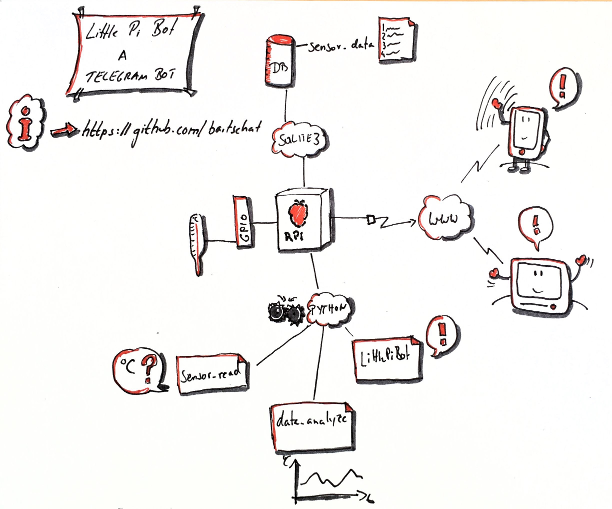 Little Pi Bot
A
TELEGRAM BOT
https://github.com/bartschat
DB
sensor_data
1
2
3
4
SQLITE3
GPIO
RPI
WWW
!
!
PYTHON
°C ?
sensor_read
LittlePiBot
!
data_analyze
°C
t